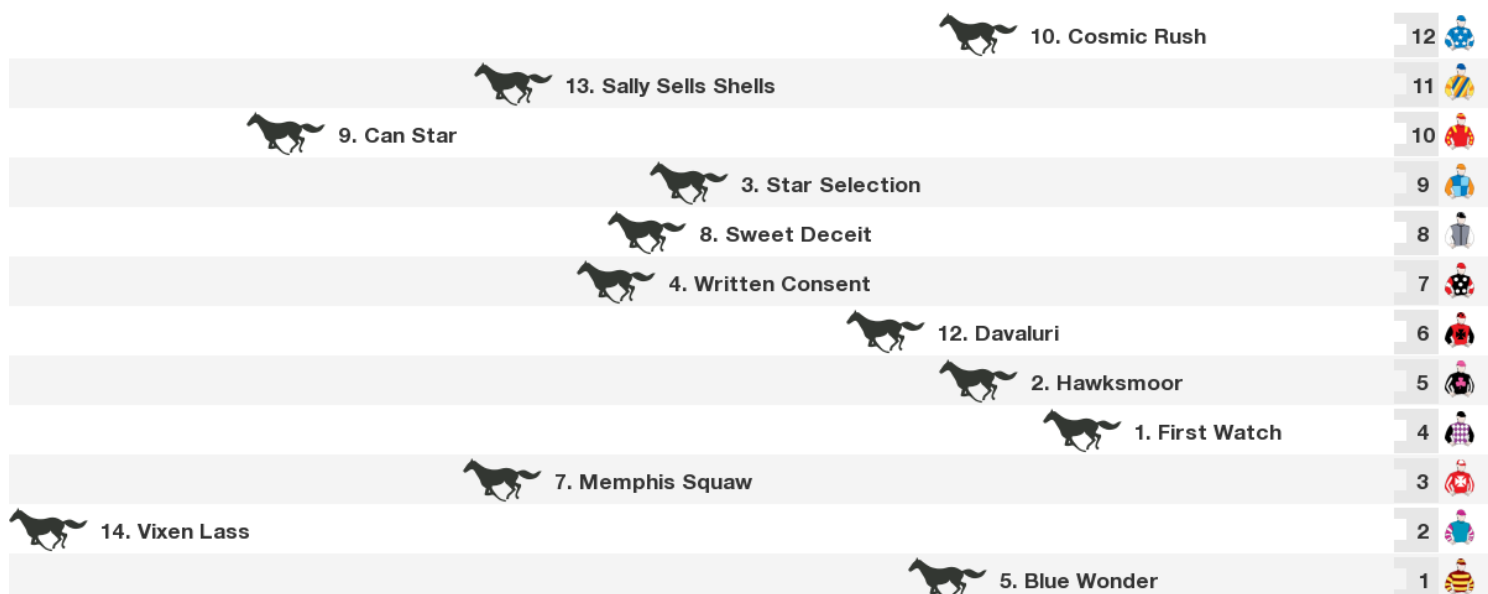 10. Cosmic Rush 12
13. Sally Sells Shells 11
9. Can Star 10
3. Star Selection 9
8. Sweet Deceit 8
4. Written Consent 7
12. Davaluri 6
2. Hawksmoor 5
1. First Watch 4
7. Memphis Squaw 3
14. Vixen Lass 2
5. Blue Wonder 1